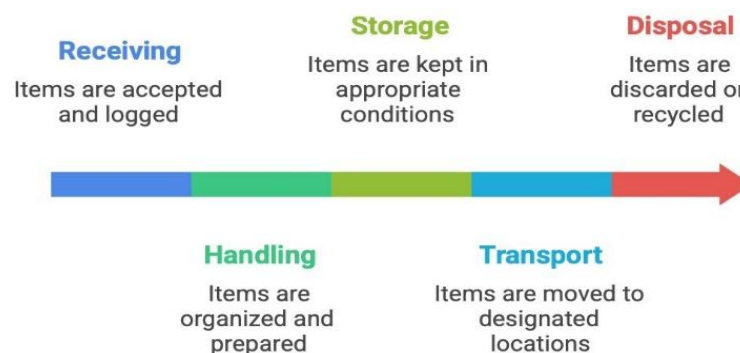 Receiving
Items are accepted
and logged
Storage
Items are kept in
appropriate
conditions
Disposal
Items are
discarded or
recycled
Handling
Items are
organized and
prepared
Transport
Items are moved to
designated
locations